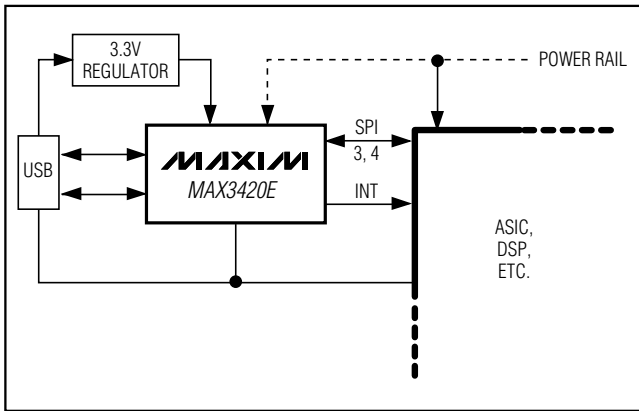 3.3V
REGULATOR
POWER RAIL
SPI
3, 4
USB
MAXIM
MAX3420E
INT
ASIC,
DSP,
ETC.